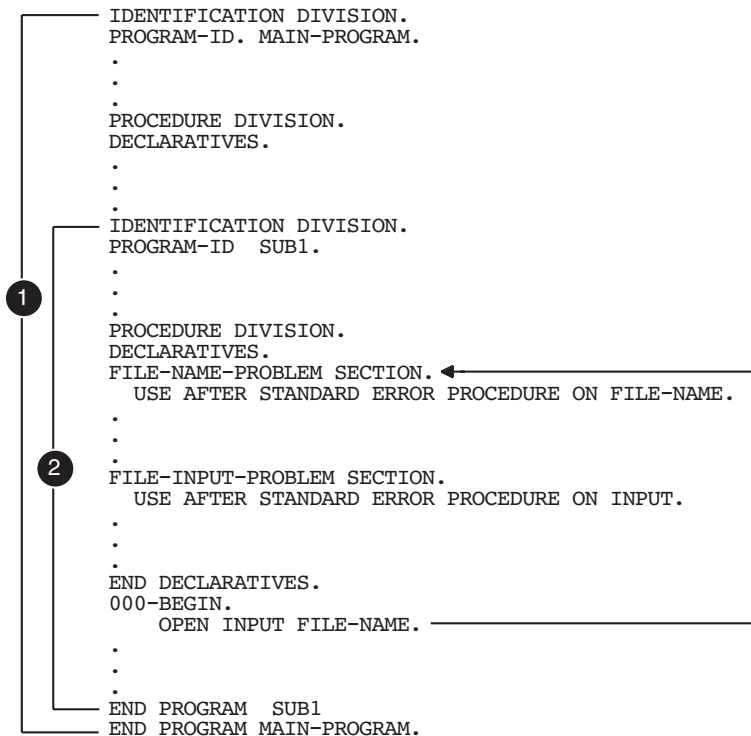 IDENTIFICATION DIVISION.
PROGRAM-ID. MAIN-PROGRAM.
.
.
.
PROCEDURE DIVISION.
DECLARATIVES.
.
.
.
IDENTIFICATION DIVISION.
PROGRAM-ID  SUB1.
.
.
.
1
PROCEDURE DIVISION.
DECLARATIVES.
FILE-NAME-PROBLEM SECTION.
USE AFTER STANDARD ERROR PROCEDURE ON FILE-NAME.
.
.
.
2
FILE-INPUT-PROBLEM SECTION.
USE AFTER STANDARD ERROR PROCEDURE ON INPUT.
.
.
.
END DECLARATIVES.
000-BEGIN.
OPEN INPUT FILE-NAME.
.
.
.
END PROGRAM  SUB1
END PROGRAM MAIN-PROGRAM.